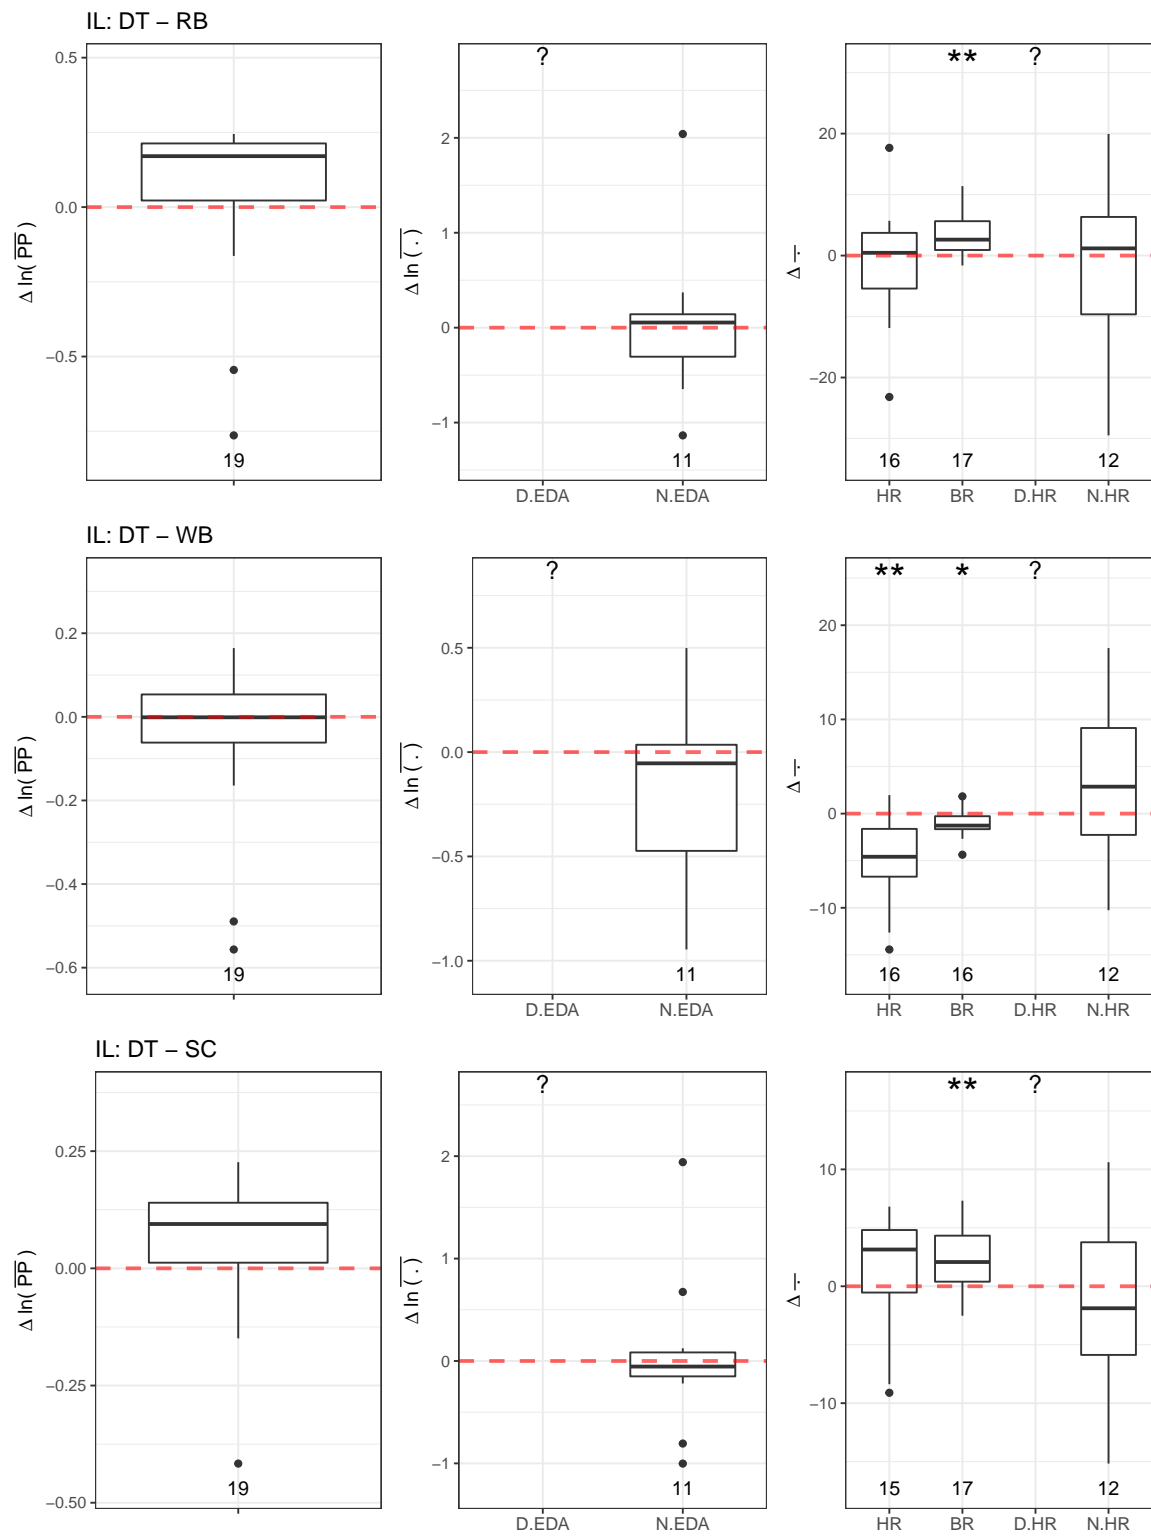 IL: DT − RB
Δ ln( PP )
0.5
0.0
−0.5
19
Δ ln ( . )
2
1
0
−1
?
11
D.EDA N.EDA
Δ .
20
0
−20
** ?
16 17 12
HR BR D.HR N.HR
IL: DT − WB
Δ ln( PP )
0.2
0.0
−0.2
−0.4
−0.6
19
Δ ln ( . )
0.5
0.0
−0.5
−1.0
?
11
D.EDA N.EDA
Δ .
20
10
0
−10
** * ?
16 16 12
HR BR D.HR N.HR
IL: DT − SC
Δ ln( PP )
0.25
0.00
−0.25
−0.50
19
Δ ln ( . )
2
1
0
−1
?
11
D.EDA N.EDA
Δ .
10
0
−10
** ?
15 17 12
HR BR D.HR N.HR